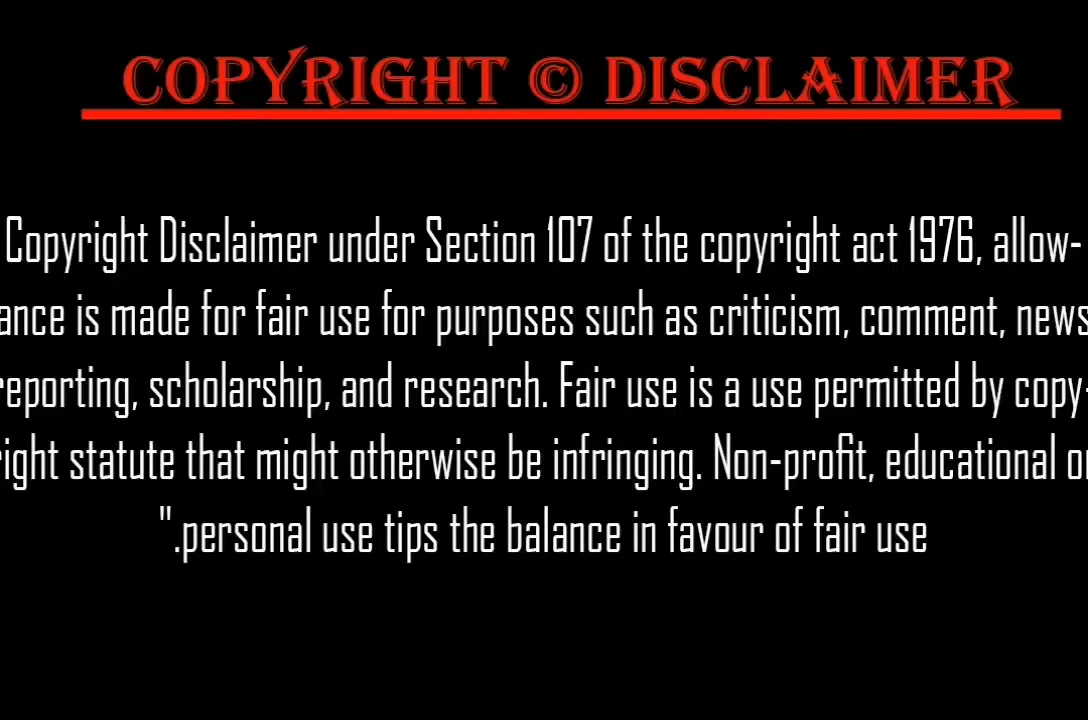 COPYRIGHT © DISCLAIMER
Copyright Disclaimer under Section 107 of the copyright act 1976, allow-
ance is made for fair use for purposes such as criticism, comment, news
reporting, scholarship, and research. Fair use is a use permitted by copy-
right statute that might otherwise be infringing. Non-profit, educational or
".personal use tips the balance in favour of fair use